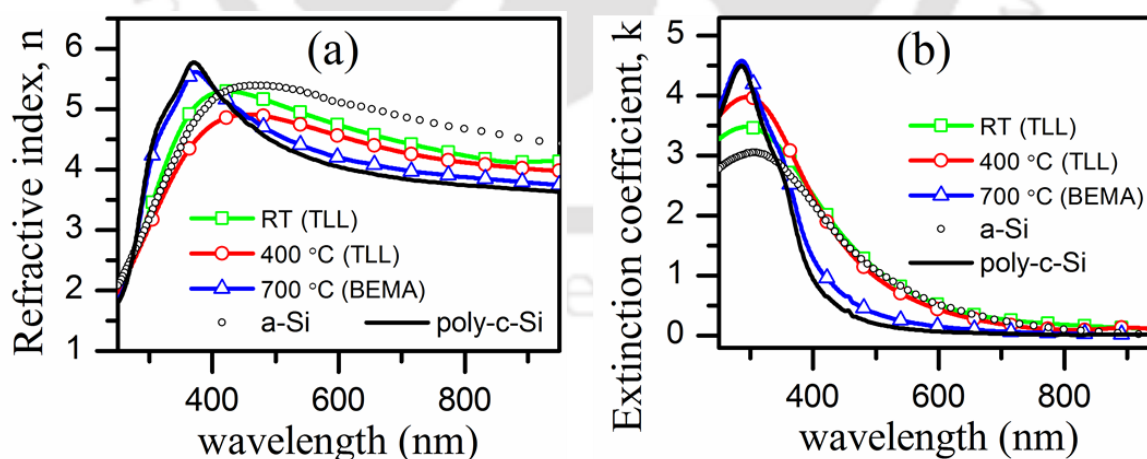 (a)
Refractive index, n
6
5
4
3
2
1
RT (TLL)
400 °C (TLL)
700 °C (BEMA)
a-Si
poly-c-Si
400 600 800
wavelength (nm)
(b)
Extinction coefficient, k
5
4
3
2
1
0
RT (TLL)
400 °C (TLL)
700 °C (BEMA)
a-Si
poly-c-Si
400 600 800
wavelength (nm)